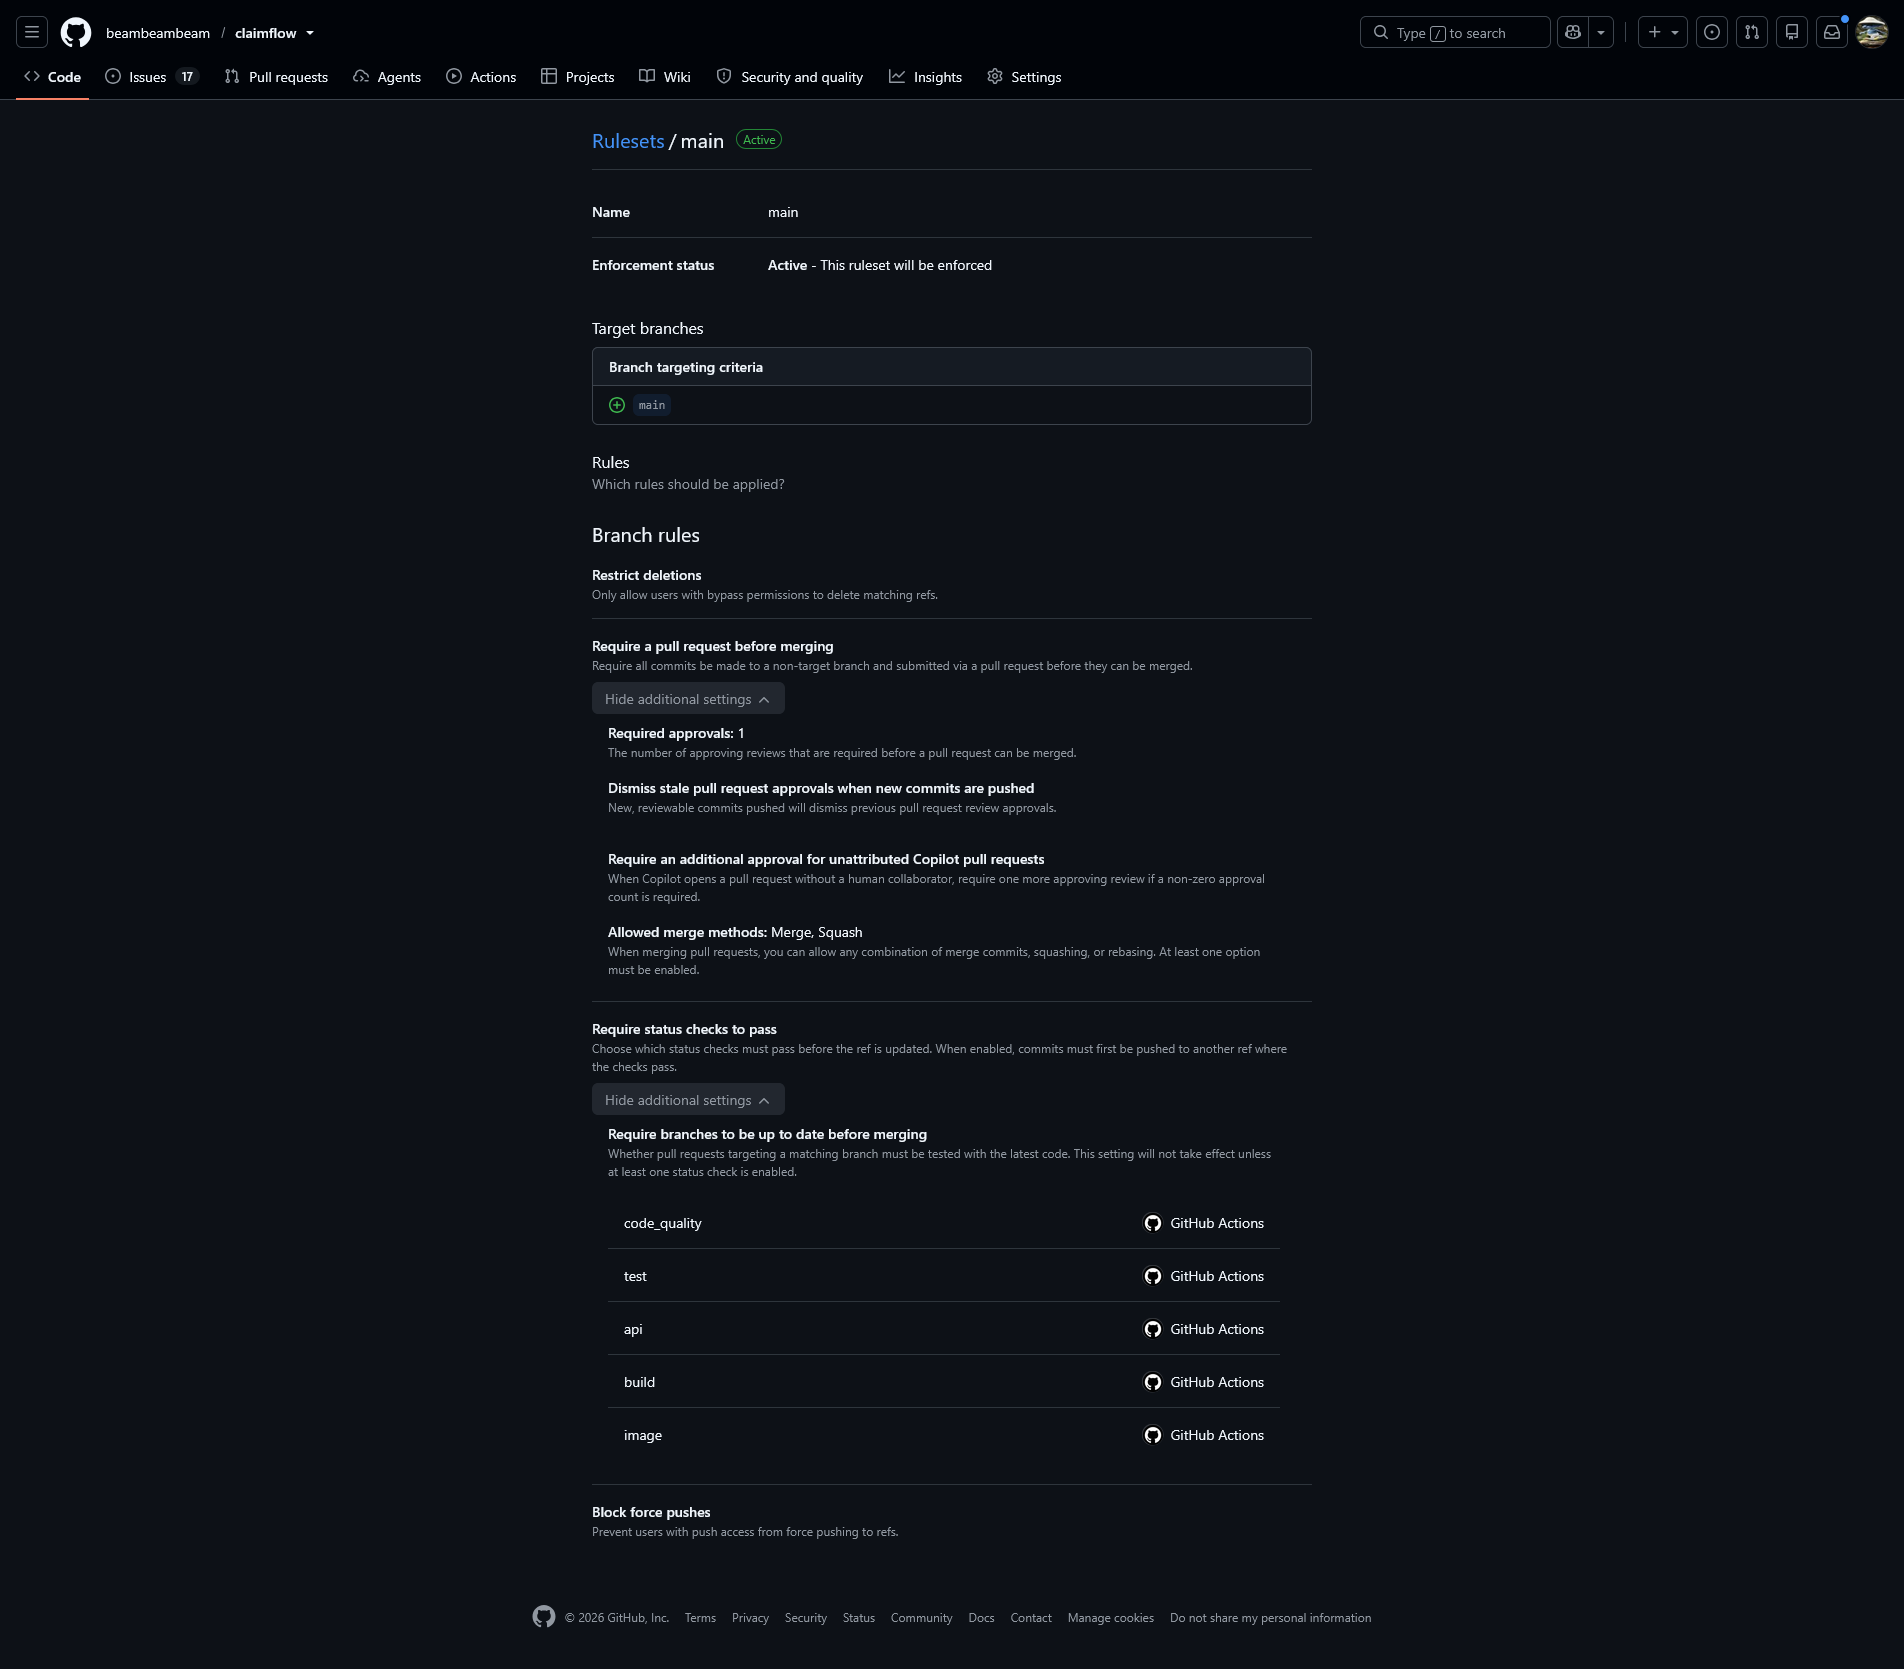 beambeambeam / claimflow
Type / to search
Code
Issues 17
Pull requests
Agents
Actions
Projects
Wiki
Security and quality
Insights
Settings
Rulesets / main Active
Name main
Enforcement status Active - This ruleset will be enforced
Target branches
Branch targeting criteria
main
Rules
Which rules should be applied?
Branch rules
Restrict deletions
Only allow users with bypass permissions to delete matching refs.
Require a pull request before merging
Require all commits be made to a non-target branch and submitted via a pull request before they can be merged.
Hide additional settings
Required approvals: 1
The number of approving reviews that are required before a pull request can be merged.
Dismiss stale pull request approvals when new commits are pushed
New, reviewable commits pushed will dismiss previous pull request review approvals.
Require an additional approval for unattributed Copilot pull requests
When Copilot opens a pull request without a human collaborator, require one more approving review if a non-zero approval
count is required.
Allowed merge methods: Merge, Squash
When merging pull requests, you can allow any combination of merge commits, squashing, or rebasing. At least one option
must be enabled.
Require status checks to pass
Choose which status checks must pass before the ref is updated. When enabled, commits must first be pushed to another ref where
the checks pass.
Hide additional settings
Require branches to be up to date before merging
Whether pull requests targeting a matching branch must be tested with the latest code. This setting will not take effect unless
at least one status check is enabled.
code_quality GitHub Actions
test GitHub Actions
api GitHub Actions
build GitHub Actions
image GitHub Actions
Block force pushes
Prevent users with push access from force pushing to refs.
© 2026 GitHub, Inc. Terms Privacy Security Status Community Docs Contact Manage cookies Do not share my personal information